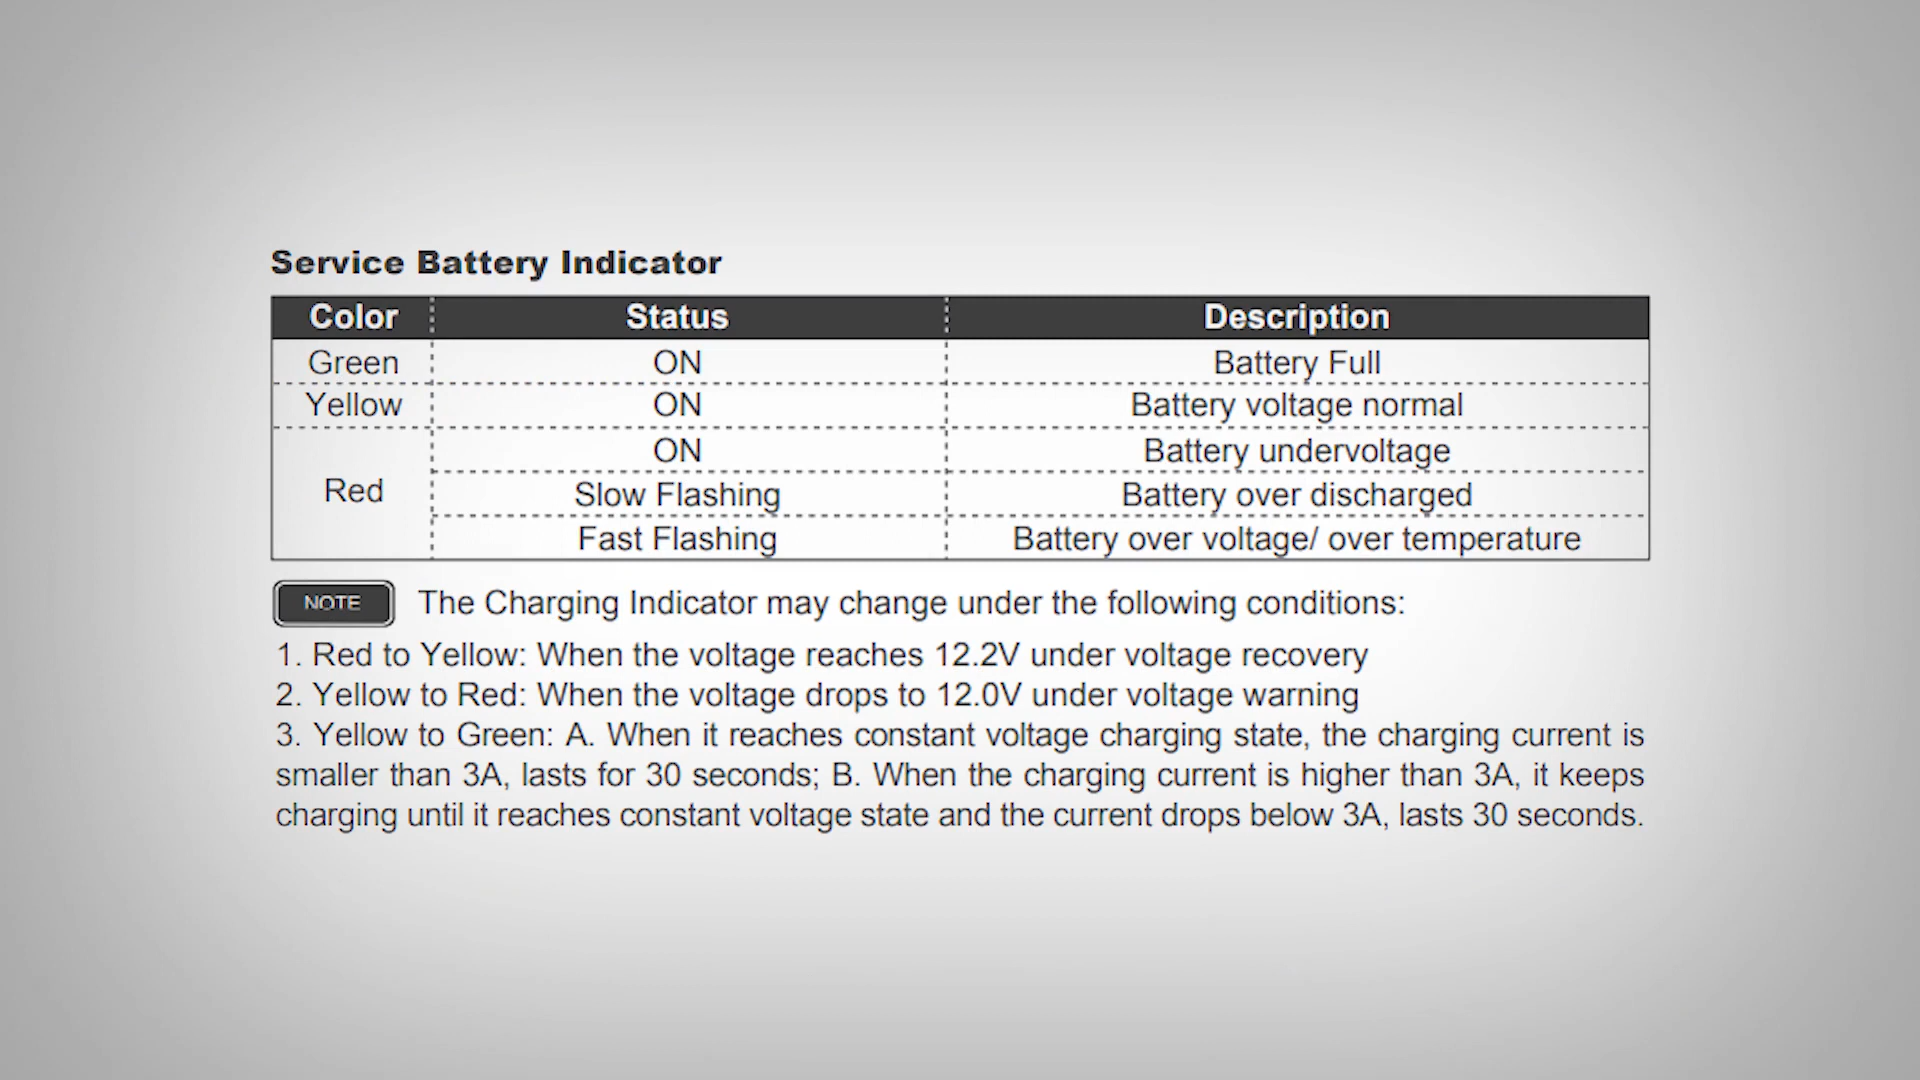 Service Battery Indicator
Color Status Description
Green ON Battery Full
Yellow ON Battery voltage normal
Red ON Battery undervoltage
Slow Flashing Battery over discharged
Fast Flashing Battery over voltage/ over temperature
NOTE The Charging Indicator may change under the following conditions:
1. Red to Yellow: When the voltage reaches 12.2V under voltage recovery
2. Yellow to Red: When the voltage drops to 12.0V under voltage warning
3. Yellow to Green: A. When it reaches constant voltage charging state, the charging current is
smaller than 3A, lasts for 30 seconds; B. When the charging current is higher than 3A, it keeps
charging until it reaches constant voltage state and the current drops below 3A, lasts 30 seconds.